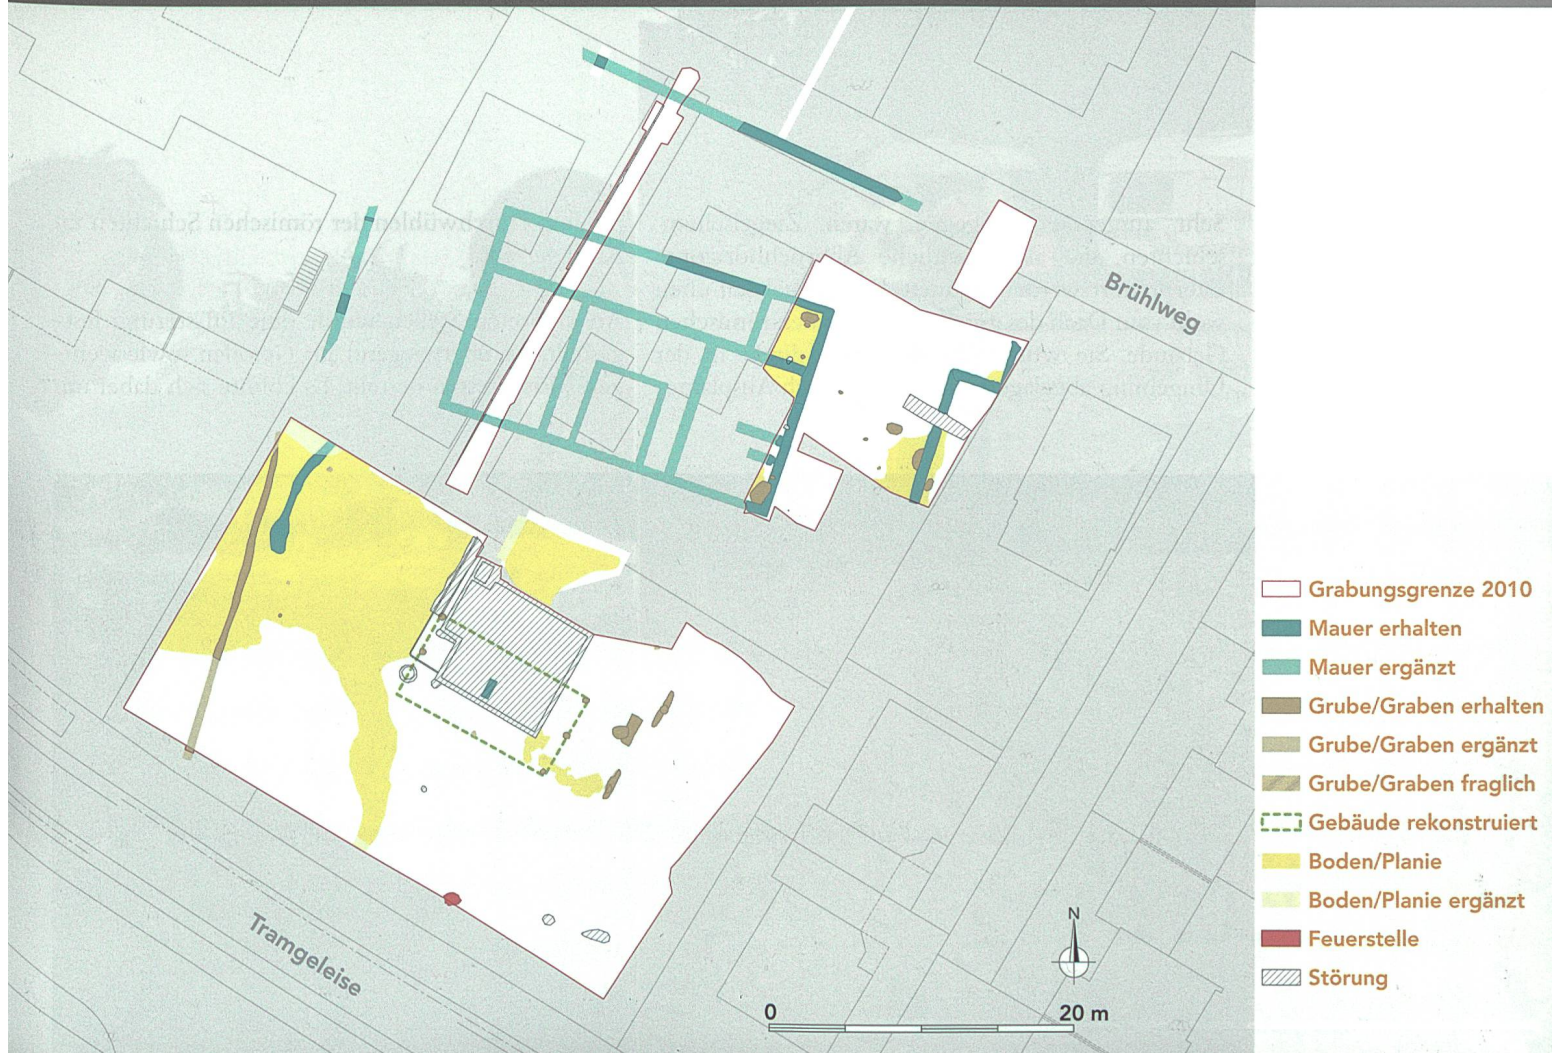 Brühlweg
Tramgeleise
N
0 20 m
Grabungsgrenze 2010
Mauer erhalten
Mauer ergänzt
Grube/Graben erhalten
Grube/Graben ergänzt
Grube/Graben fraglich
Gebäude rekonstruiert
Boden/Planie
Boden/Planie ergänzt
Feuerstelle
Störung